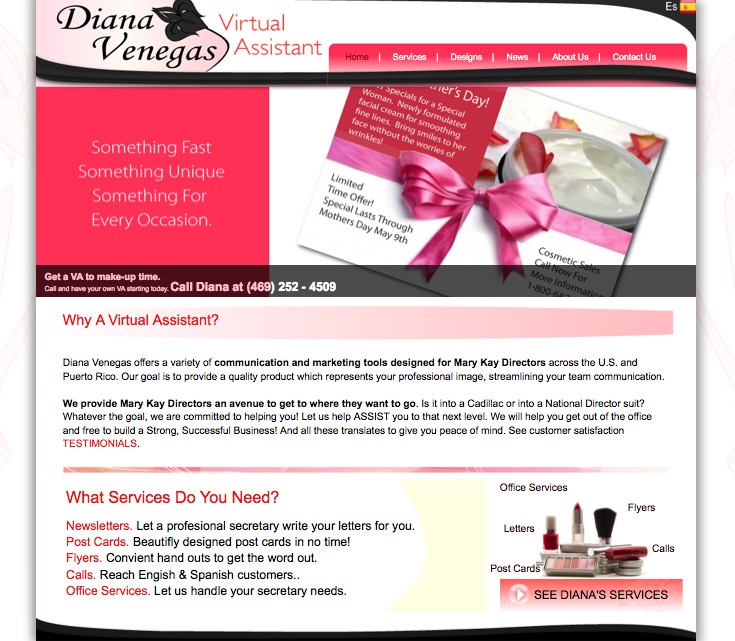 Es
Diana Venegas
Virtual Assistant
Home | Services | Designs | News | About Us | Contact Us
Something Fast
Something Unique
Something For
Every Occasion.
Day!
Specials for a Special
Woman. Newly formulated
facial cream for smoothing
fine lines. Bring smiles to her
face without the worries of
wrinkles!
Limited
Time Offer!
Special Lasts Through
Mothers Day May 9th
Cosmetic Sales
Call Now For
More Information
Get a VA to make-up time.
Call and have your own VA starting today. Call Diana at (469) 252 - 4509
Why A Virtual Assistant?
Diana Venegas offers a variety of communication and marketing tools designed for Mary Kay Directors across the U.S. and
Puerto Rico. Our goal is to provide a quality product which represents your professional image, streamlining your team communication.
We provide Mary Kay Directors an avenue to get to where they want to go. Is it into a Cadillac or into a National Director suit?
Whatever the goal, we are committed to helping you! Let us help ASSIST you to that next level. We will help you get out of the office
and free to build a Strong, Successful Business! And all these translates to give you peace of mind. See customer satisfaction
TESTIMONIALS.
What Services Do You Need?
Newsletters. Let a profesional secretary write your letters for you.
Post Cards. Beautifly designed post cards in no time!
Flyers. Convient hand outs to get the word out.
Calls. Reach Engish & Spanish customers..
Office Services. Let us handle your secretary needs.
Office Services
Flyers
Letters
Calls
Post Cards
SEE DIANA'S SERVICES